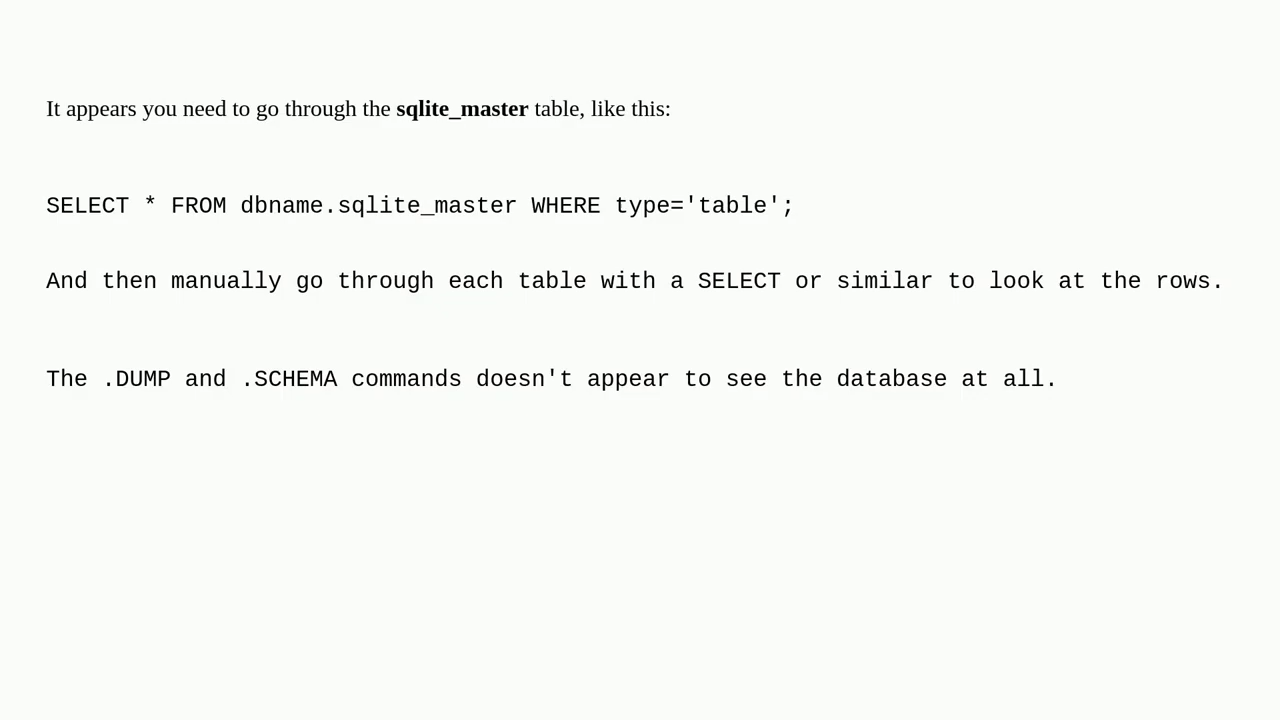 It appears you need to go through the sqlite_master table, like this:
SELECT * FROM dbname.sqlite_master WHERE type='table';
And then manually go through each table with a SELECT or similar to look at the rows.
The .DUMP and .SCHEMA commands doesn't appear to see the database at all.